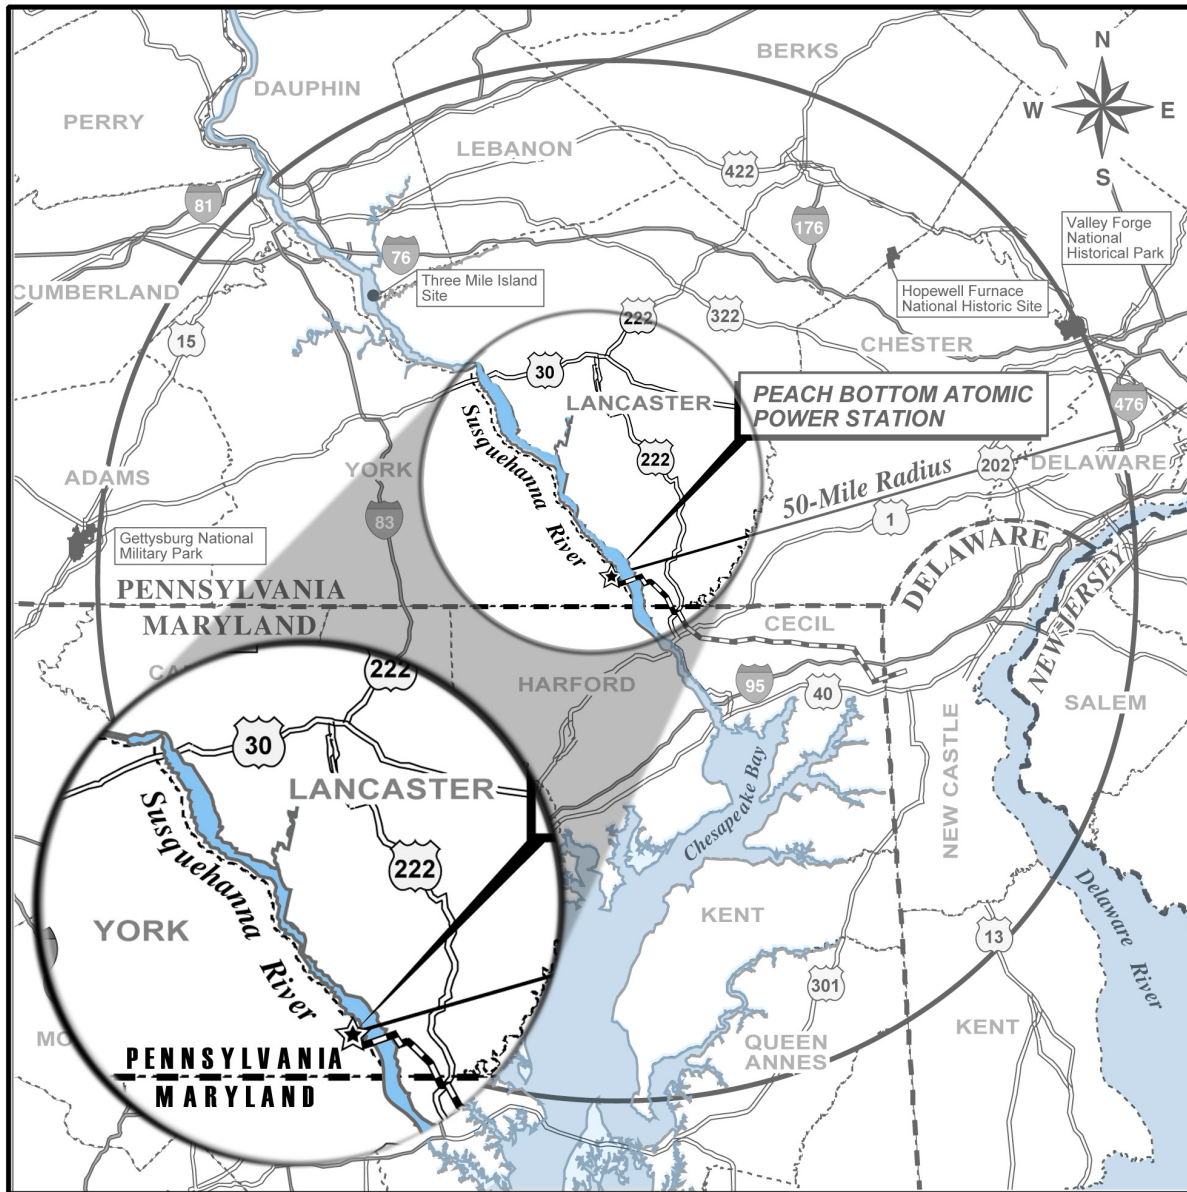 N
W
E
S
BERKS
DAUPHIN
PERRY
LEBANON
422
81
176
Valley Forge
National
Historical Park
76
Three Mile Island
Site
CUMBERLAND
Hopewell Furnace
National Historic Site
222
322
15
CHESTER
30
PEACH BOTTOM ATOMIC
POWER STATION
LANCASTER
476
Susquehanna River
222
YORK
ADAMS
202
DELAWARE
50-Mile Radius
83
1
Gettysburg National
Military Park
DELAWARE
NEW JERSEY
PENNSYLVANIA
MARYLAND
CECIL
CA
HARFORD
95
40
SALEM
NEW CASTLE
Chesapeake Bay
222
30
LANCASTER
Susquehanna River
222
YORK
KENT
Delaware River
13
301
MO
QUEEN
ANNES
KENT
PENNSYLVANIA
MARYLAND